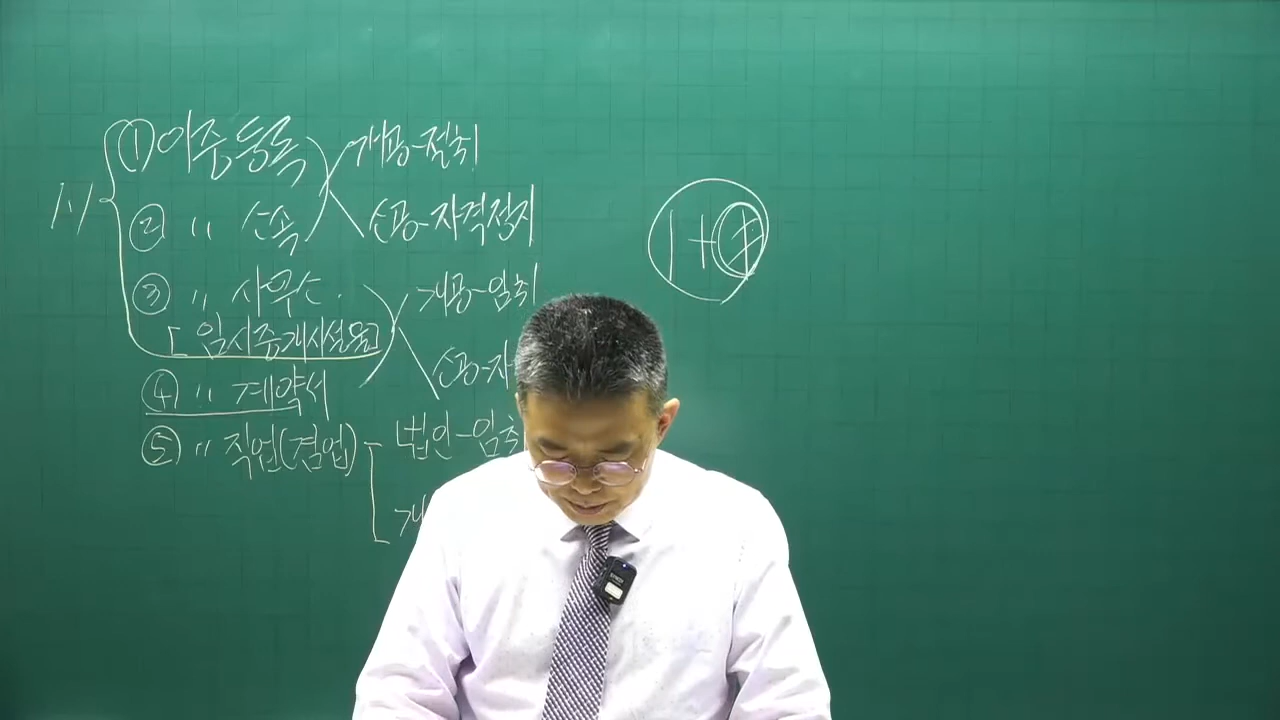 ① 이중등록 개공-절취
소공-자격정지
② 〃 소속
③ 〃 사무소. 개공-임취
[임시중개시설물]
소공-자
④ 〃 계약서
⑤ 〃 직업(겸업) 법인-임취
개
1+